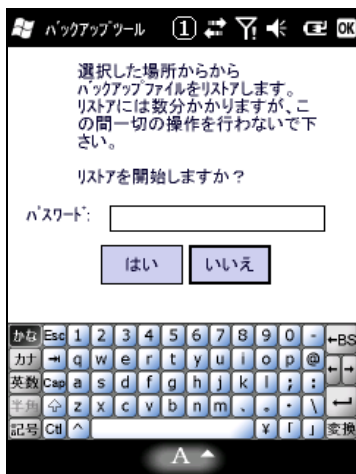 バックアップツール 1 OK
選択した場所からから
バックアップファイルをリストアします。
リストアには数分かかりますが、こ
の間一切の操作を行わないで下
さい。
リストアを開始しますか？
パスワード:
はい いいえ
かな Esc 1 2 3 4 5 6 7 8 9 0 - ←BS
カナ ⇥ q w e r t y u i o p @ ← →
英数 Cap a s d f g h j k l ; :
半角 ⇧ z x c v b n m 、 。 ・ \ ↵
記号 Ctl ^ ¥ 「 」 変換
A